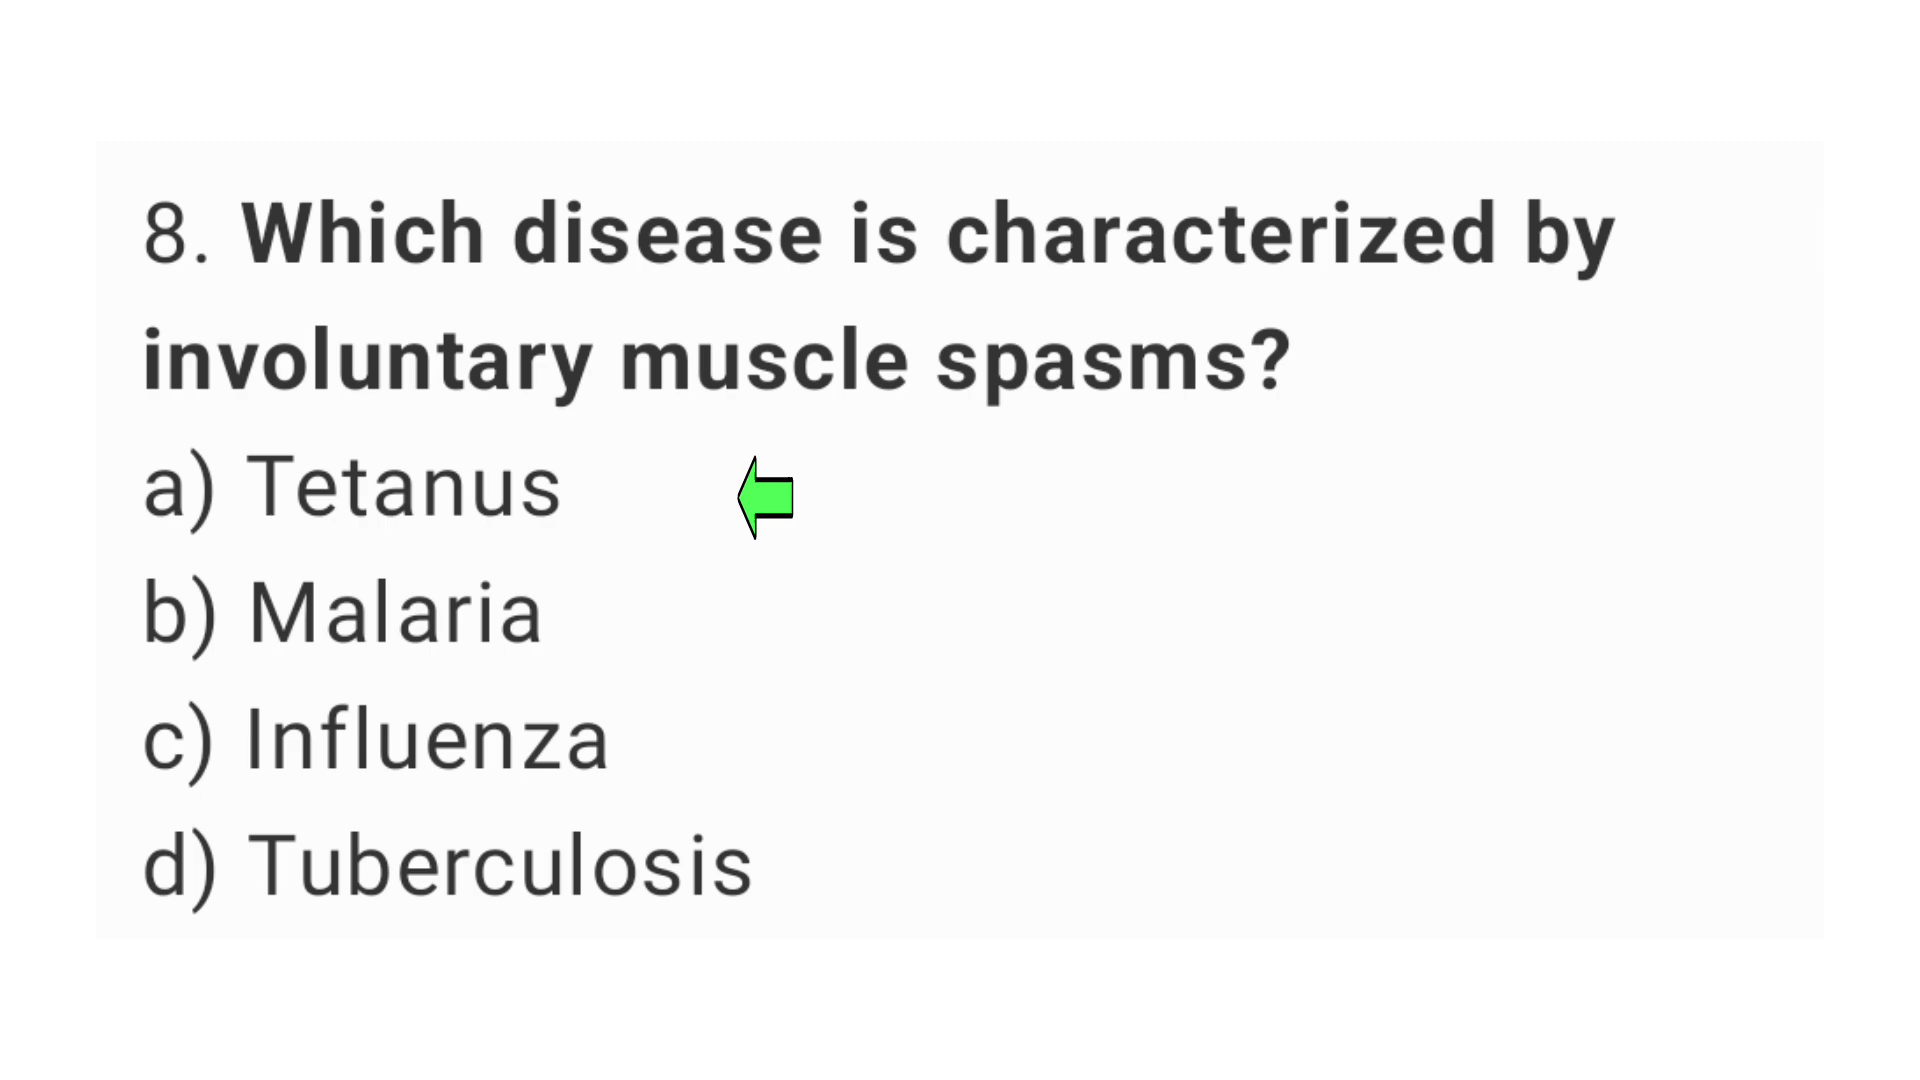 8. Which disease is characterized by
involuntary muscle spasms?
a) Tetanus
b) Malaria
c) Influenza
d) Tuberculosis